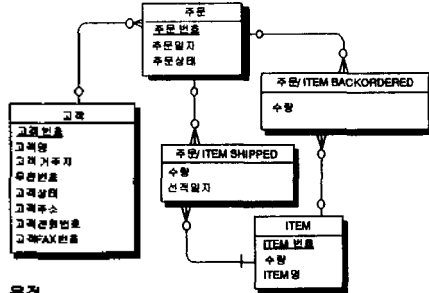 주문
주문번호
주문일자
주문상태
주문/ ITEM BACKORDERED
수량
고객
고객번호
고객명
고객거주지
우편번호
고객상태
고객주소
고객전화번호
고객FAX번호
주문/ ITEM SHIPPED
수량
선적일자
ITEM
ITEM 번호
수량
ITEM명